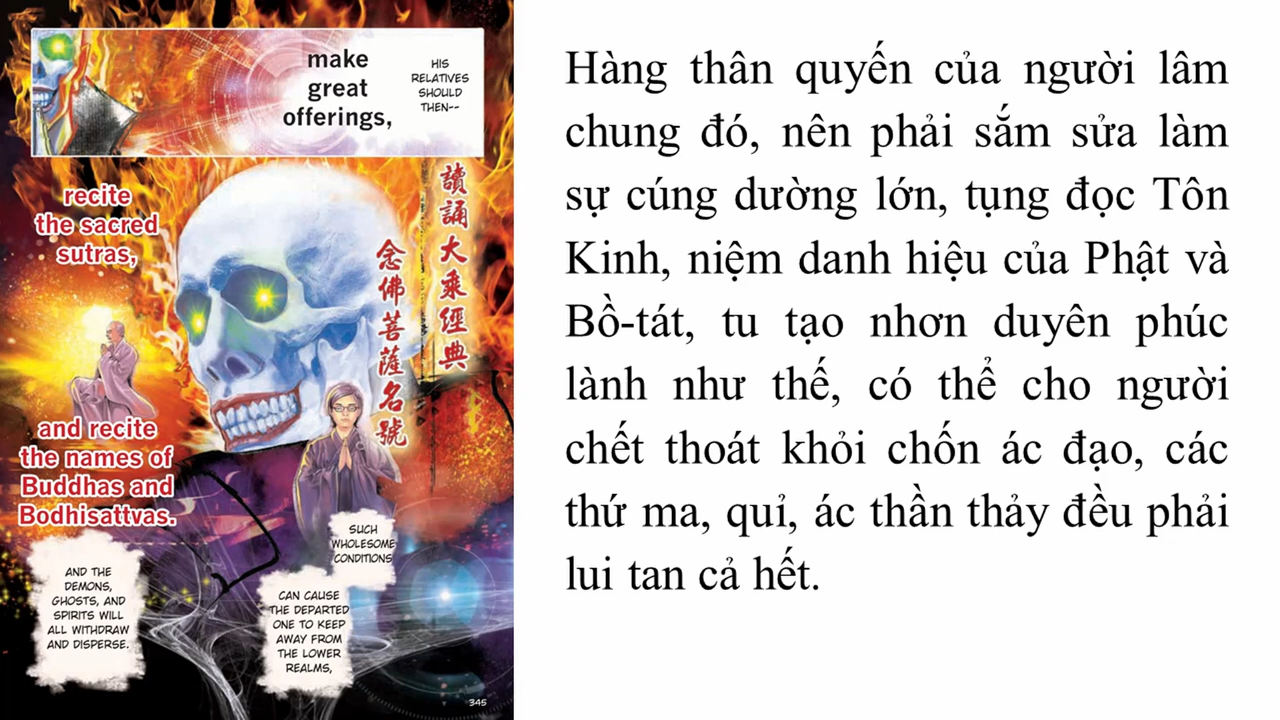 HIS
RELATIVES
SHOULD
THEN--
make
great
offerings,
recite
the sacred
sutras,
讀誦大乘經典
念佛菩薩名號
and recite
the names of
Buddhas and
Bodhisattvas.
SUCH
WHOLESOME
CONDITIONS
CAN CAUSE
THE DEPARTED
ONE TO KEEP
AWAY FROM
THE LOWER
REALMS,
AND THE
DEMONS,
GHOSTS, AND
SPIRITS WILL
ALL WITHDRAW
AND DISPERSE.
345
Hàng thân quyến của người lâm
chung đó, nên phải sắm sửa làm
sự cúng dường lớn, tụng đọc Tôn
Kinh, niệm danh hiệu của Phật và
Bồ-tát, tu tạo nhơn duyên phúc
lành như thế, có thể cho người
chết thoát khỏi chốn ác đạo, các
thứ ma, quỉ, ác thần thảy đều phải
lui tan cả hết.